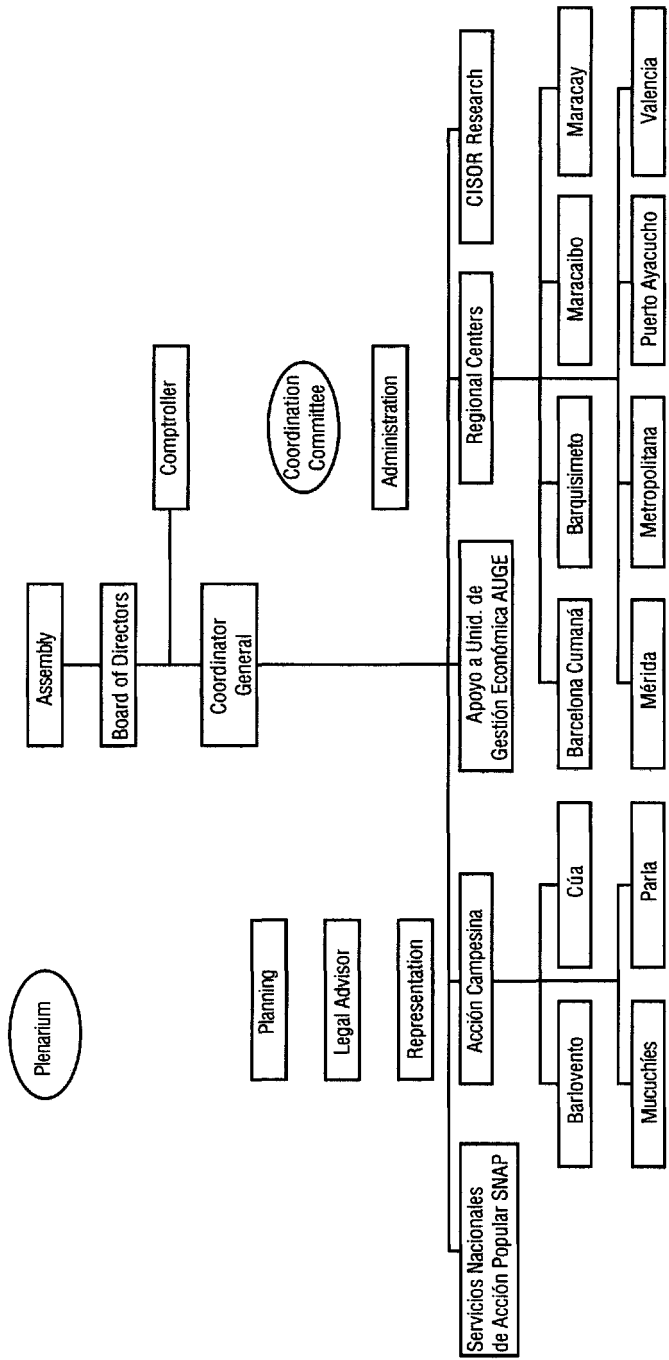 Plenarium
Assembly
Board of Directors
Comptroller
Coordinator
General
Planning
Coordination
Committee
Legal Advisor
Administration
Representation
Servicios Nacionales
de Acción Popular SNAP
Acción Campesina
Apoyo a Unid. de
Gestión Económica AUGE
Regional Centers
CISOR Research
Barlovento
Cúa
Barcelona Cumaná
Barquisimeto
Maracaibo
Maracay
Mucuchíes
Parla
Mérida
Metropolitana
Puerto Ayacucho
Valencia